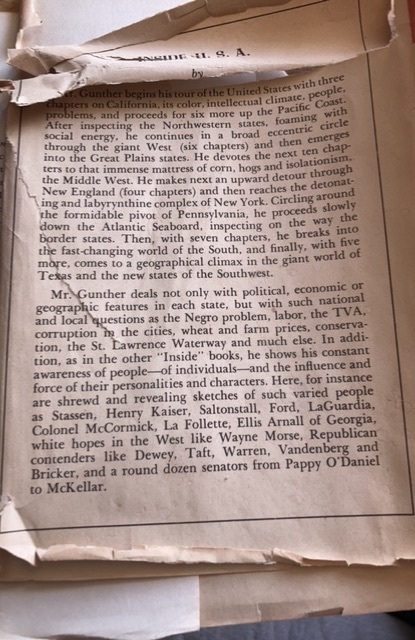 INSIDE U. S. A.
by
Mr. Gunther begins his tour of the United States with three
chapters on California, its color, intellectual climate, people,
problems, and proceeds for six more up the Pacific Coast.
After inspecting the Northwestern states, foaming with
social energy, he continues in a broad eccentric circle
through the giant West (six chapters) and then emerges
into the Great Plains states. He devotes the next ten chap-
ters to that immense mattress of corn, hogs and isolationism,
the Middle West. He makes next an upward detour through
New England (four chapters) and then reaches the detonat-
ing and labyrynthine complex of New York. Circling around
the formidable pivot of Pennsylvania, he proceeds slowly
down the Atlantic Seaboard, inspecting on the way the
border states. Then, with seven chapters, he breaks into
the fast-changing world of the South, and finally, with five
more, comes to a geographical climax in the giant world of
Texas and the new states of the Southwest.
Mr. Gunther deals not only with political, economic or
geographic features in each state, but with such national
and local questions as the Negro problem, labor, the TVA,
corruption in the cities, wheat and farm prices, conserva-
tion, the St. Lawrence Waterway and much else. In addi-
tion, as in the other "Inside" books, he shows his constant
awareness of people—of individuals—and the influence and
force of their personalities and characters. Here, for instance
are shrewd and revealing sketches of such varied people
as Stassen, Henry Kaiser, Saltonstall, Ford, LaGuardia,
Colonel McCormick, La Follette, Ellis Arnall of Georgia,
white hopes in the West like Wayne Morse, Republican
contenders like Dewey, Taft, Warren, Vandenberg and
Bricker, and a round dozen senators from Pappy O'Daniel
to McKellar.